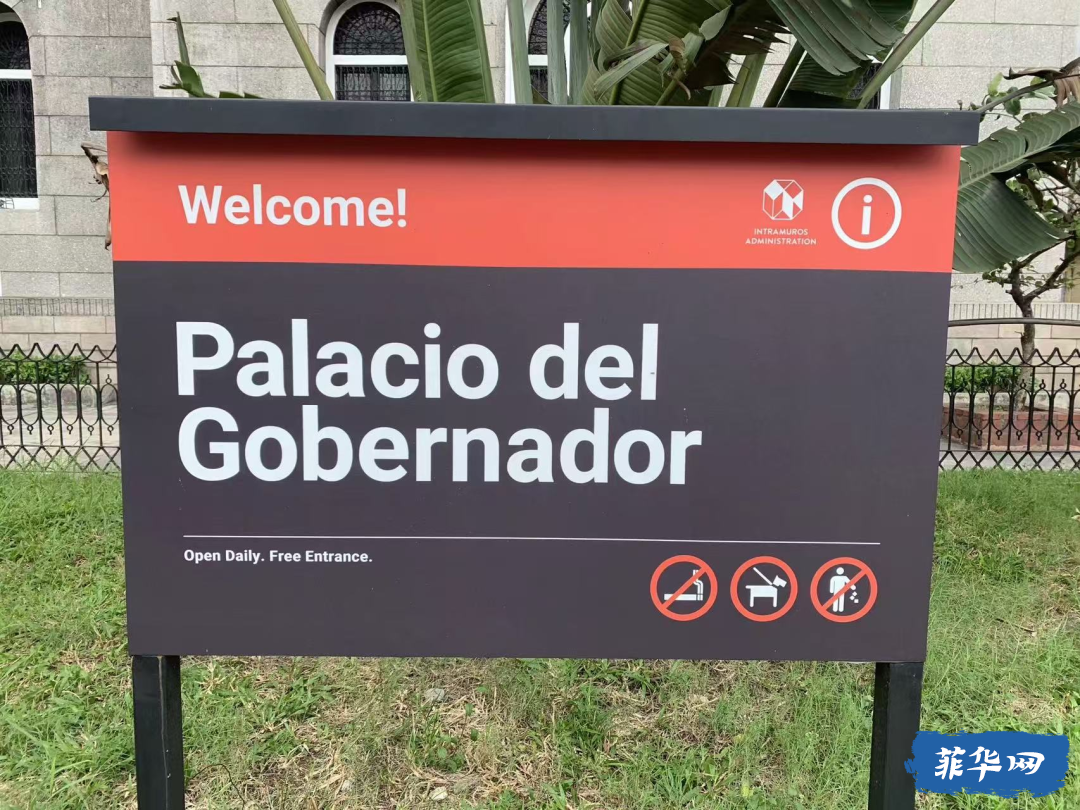 Welcome!
INTRAMUROS
ADMINISTRATION
i
Palacio del
Gobernador
Open Daily. Free Entrance.
菲华网